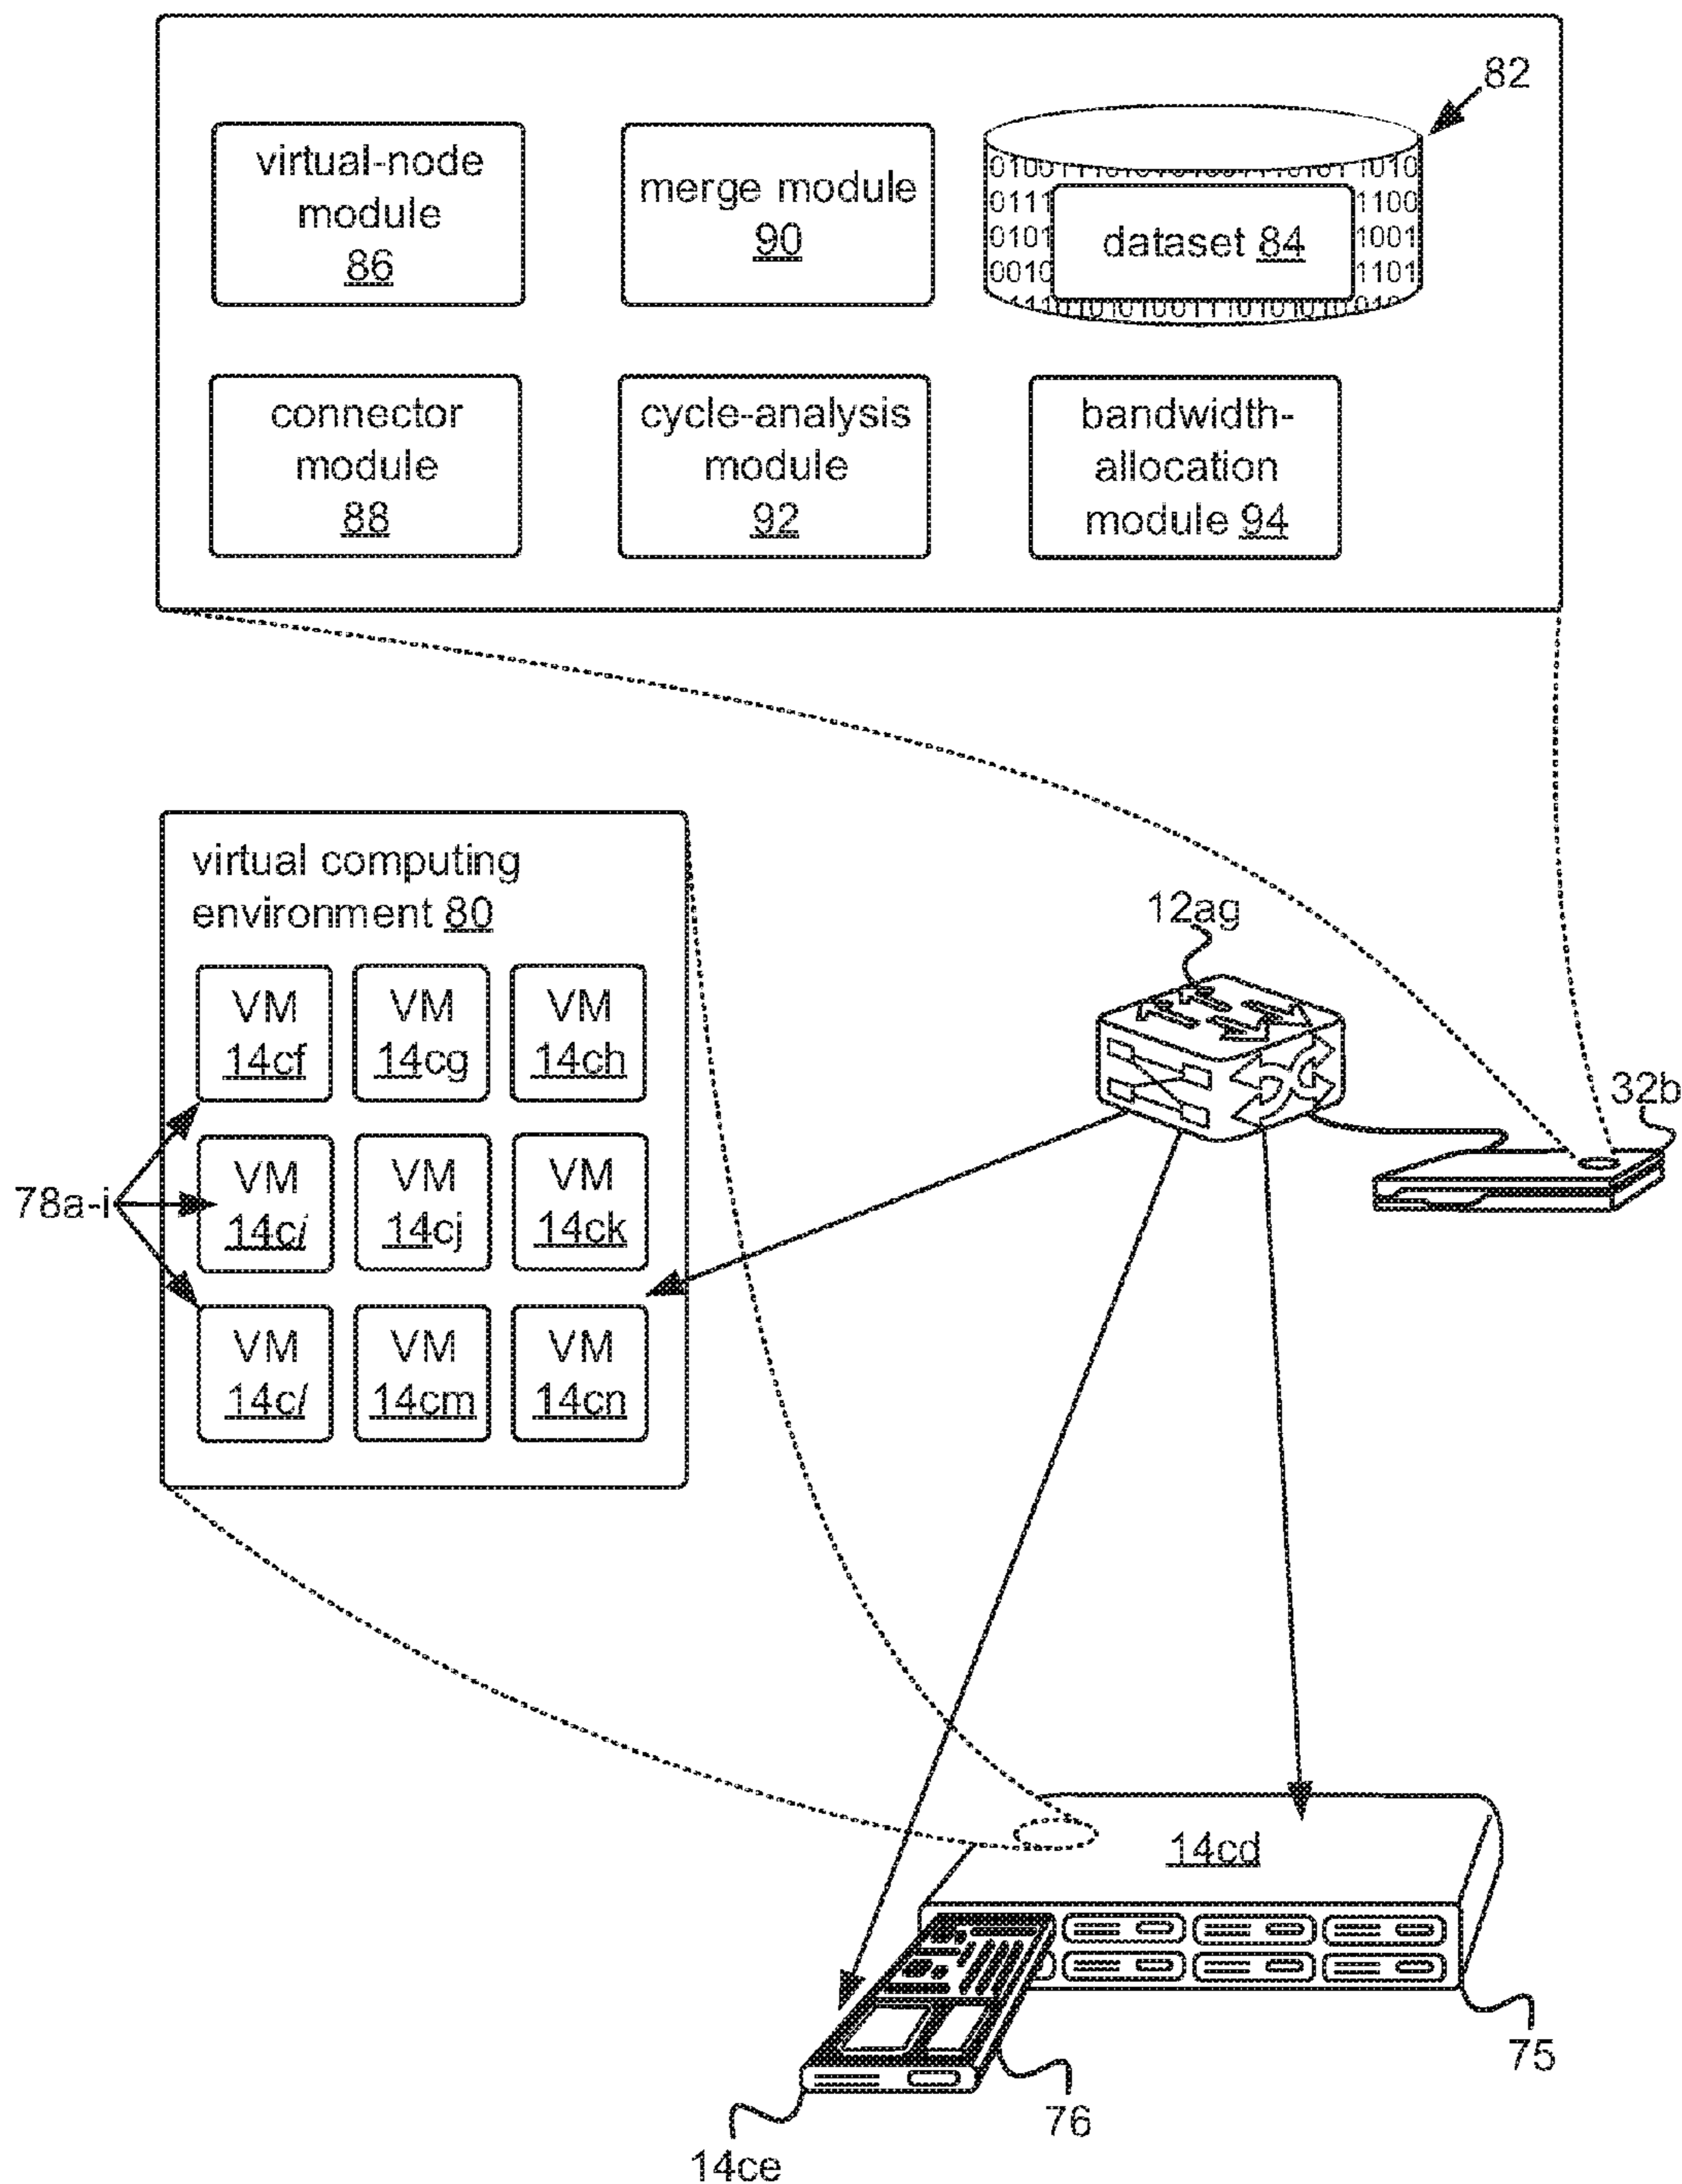 82
virtual-node
module
86
merge module
90
dataset 84
connector
module
88
cycle-analysis
module
92
bandwidth-
allocation
module 94
virtual computing
environment 80
VM
14cf
VM
14cg
VM
14ch
VM
14ci
VM
14cj
VM
14ck
VM
14cl
VM
14cm
VM
14cn
78a-i
12ag
32b
14cd
75
76
14ce